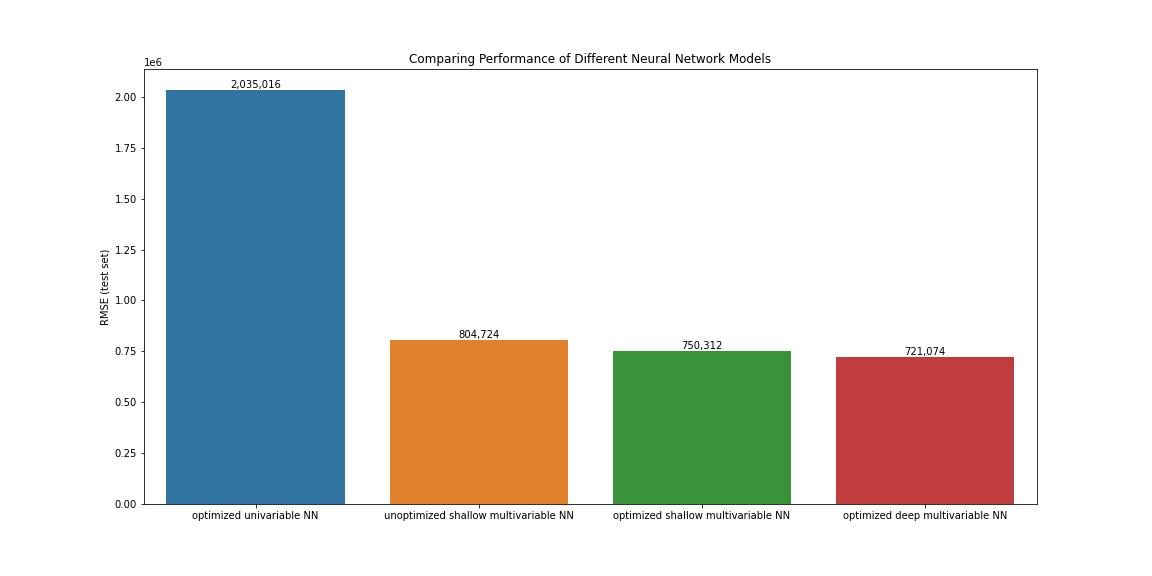 Comparing Performance of Different Neural Network Models
1e6
2,035,016
2.00
1.75
1.50
1.25
1.00
0.75
0.50
0.25
0.00
RMSE (test set)
804,724
750,312
721,074
optimized univariable NN
unoptimized shallow multivariable NN
optimized shallow multivariable NN
optimized deep multivariable NN